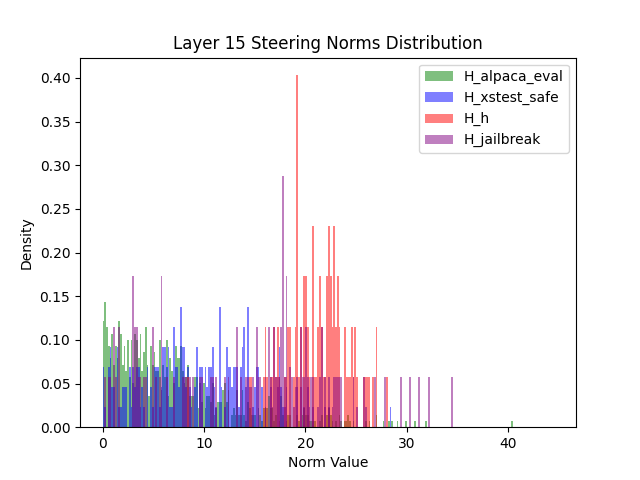 Layer 15 Steering Norms Distribution
H_alpaca_eval
H_xstest_safe
H_h
H_jailbreak
Density
0.40
0.35
0.30
0.25
0.20
0.15
0.10
0.05
0.00
0
10
20
30
40
Norm Value